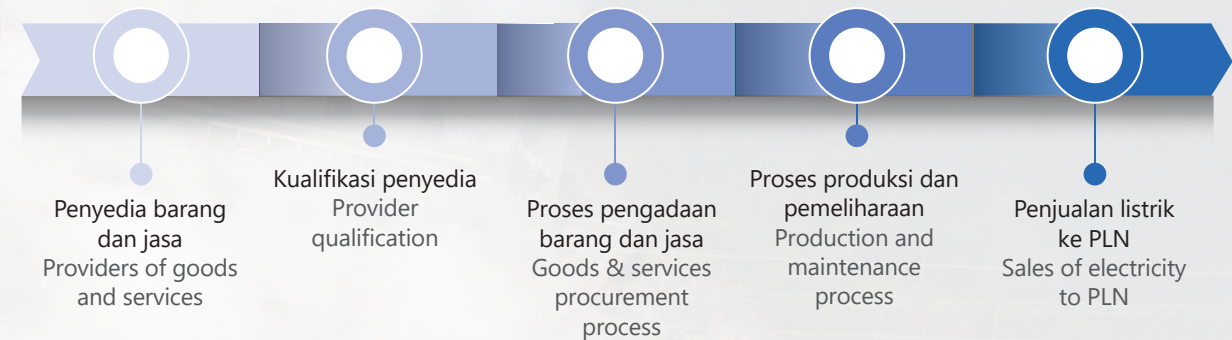 Penyedia barang
dan jasa
Providers of goods
and services
Kualifikasi penyedia
Provider
qualification
Proses pengadaan
barang dan jasa
Goods & services
procurement
process
Proses produksi dan
pemeliharaan
Production and
maintenance
process
Penjualan listrik
ke PLN
Sales of electricity
to PLN